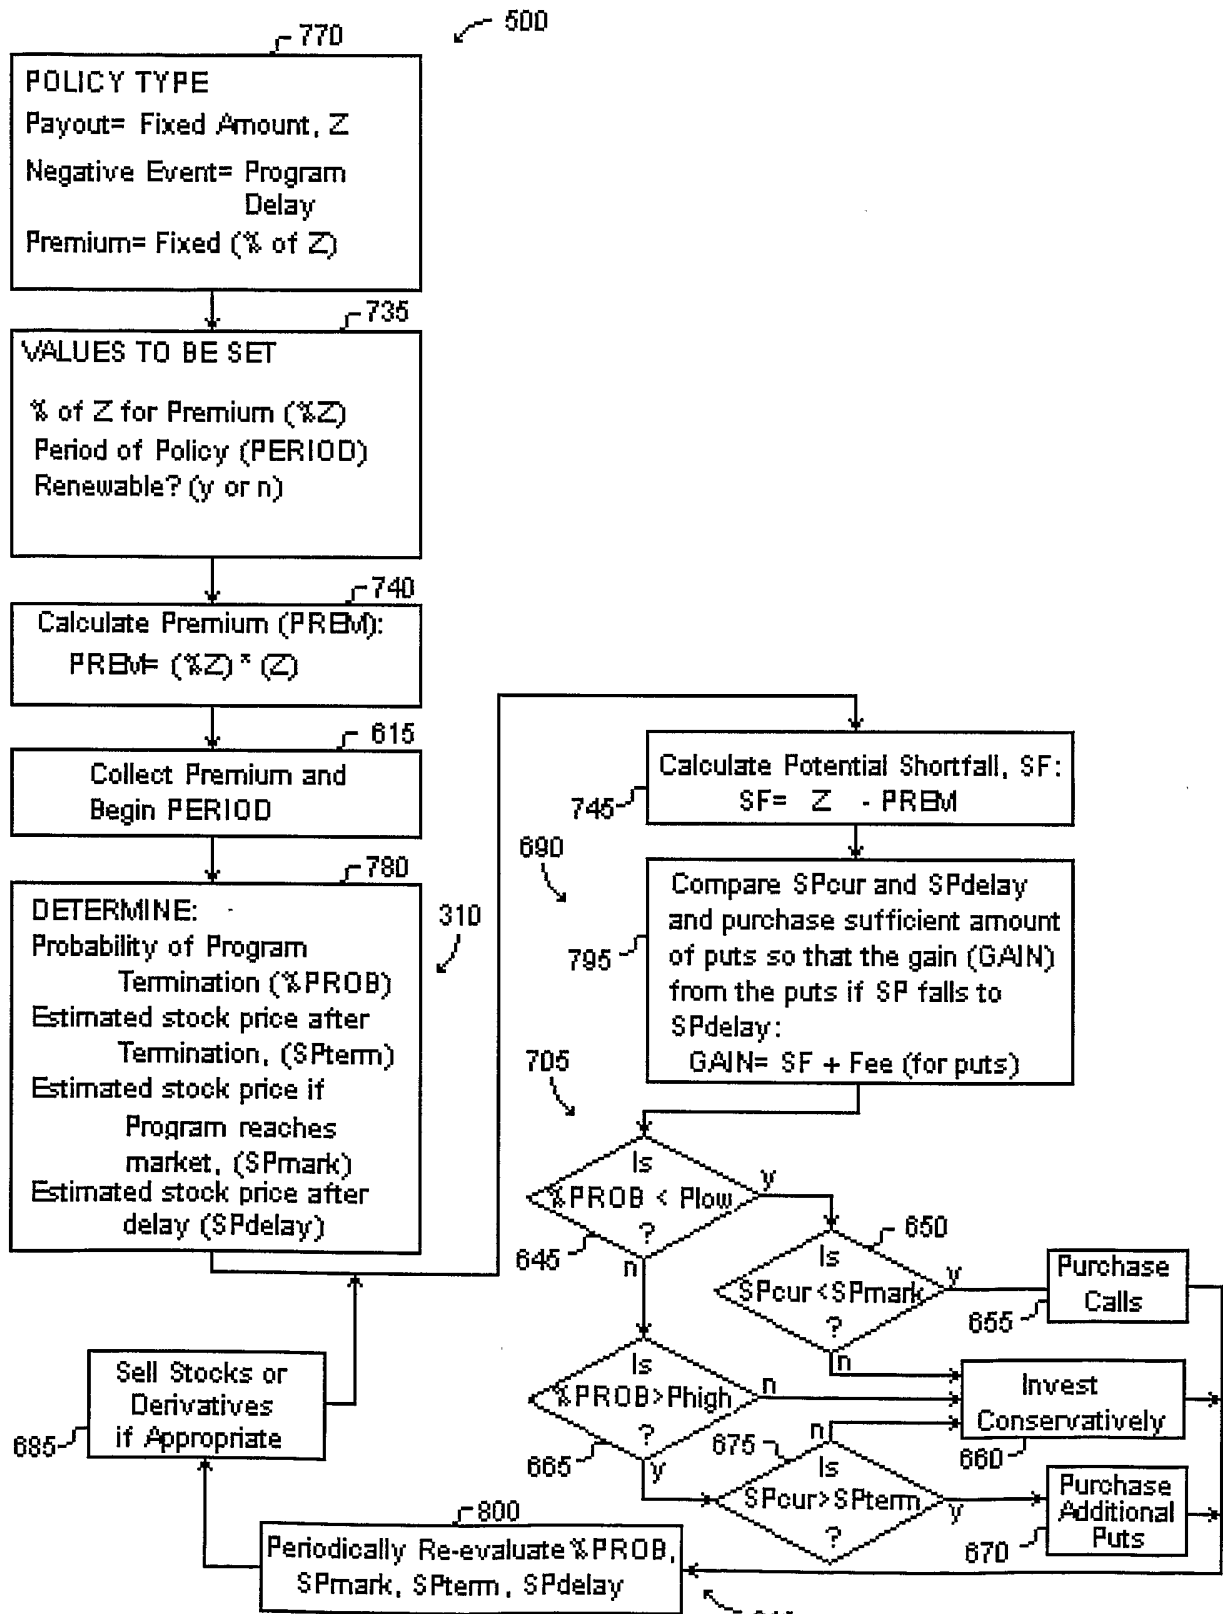 500
770
POLICY TYPE
Payout= Fixed Amount, Z
Negative Event= Program
Delay
Premium= Fixed (% of Z)
735
VALUES TO BE SET
% of Z for Premium (%Z)
Period of Policy (PERIOD)
Renewable? (y or n)
740
Calculate Premium (PREM):
PREM= (%Z) * (Z)
615
Collect Premium and
Begin PERIOD
780
DETERMINE:
Probability of Program
Termination (%PROB)
Estimated stock price after
Termination, (SPterm)
Estimated stock price if
Program reaches
market, (SPmark)
Estimated stock price after
delay (SPdelay)
310
Calculate Potential Shortfall, SF:
SF= Z - PREM
745
690
Compare SPcur and SPdelay
and purchase sufficient amount
of puts so that the gain (GAIN)
from the puts if SP falls to
SPdelay:
GAIN= SF + Fee (for puts)
795
705
Is
%PROB < Plow
?
y
645
n
650
Is
SPcur<SPmark
?
y
n
Purchase
Calls
655
Is
%PROB>Phigh
?
n
665
y
Invest
Conservatively
660
675
n
Is
SPcur>SPterm
?
y
Purchase
Additional
Puts
670
Sell Stocks or
Derivatives
if Appropriate
685
800
Periodically Re-evaluate %PROB,
SPmark, SPterm, SPdelay